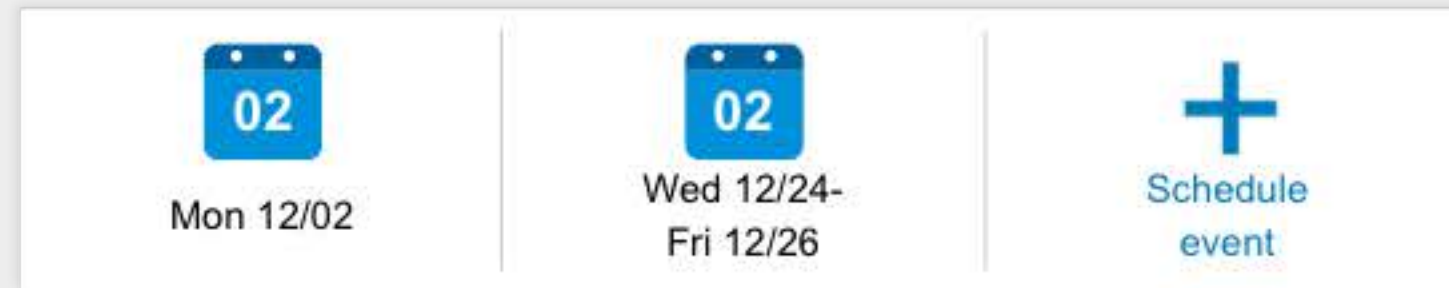 02
Mon 12/02
02
Wed 12/24-
Fri 12/26
Schedule
event